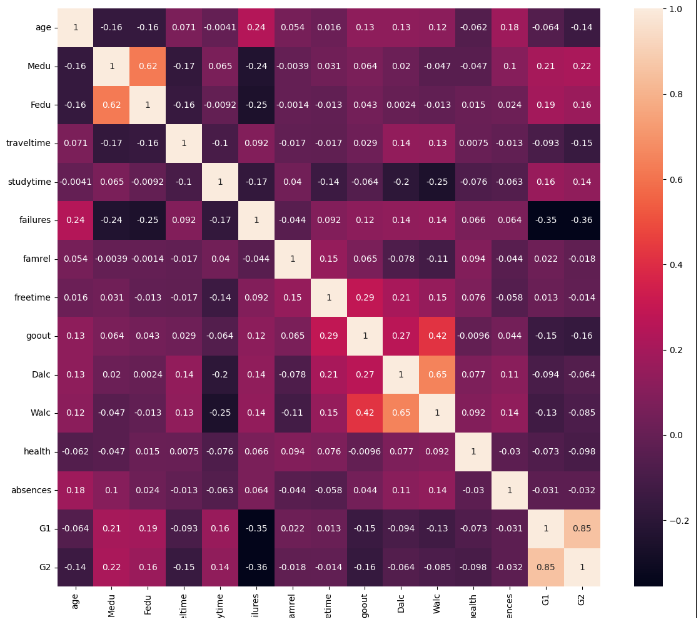 age 1 -0.16 -0.16 0.071 -0.0041 0.24 0.054 0.016 0.13 0.13 0.12 -0.062 0.18 -0.064 -0.14
Medu -0.16 1 0.62 -0.17 0.065 -0.24 -0.0039 0.031 0.064 0.02 -0.047 -0.047 0.1 0.21 0.22
Fedu -0.16 0.62 1 -0.16 -0.0092 -0.25 -0.0014 -0.013 0.043 0.0024 -0.013 0.015 0.024 0.19 0.16
traveltime 0.071 -0.17 -0.16 1 -0.1 0.092 -0.017 -0.017 0.029 0.14 0.13 0.0075 -0.013 -0.093 -0.15
studytime -0.0041 0.065 -0.0092 -0.1 1 -0.17 0.04 -0.14 -0.064 -0.2 -0.25 -0.076 -0.063 0.16 0.14
failures 0.24 -0.24 -0.25 0.092 -0.17 1 -0.044 0.092 0.12 0.14 0.14 0.066 0.064 -0.35 -0.36
famrel 0.054 -0.0039 -0.0014 -0.017 0.04 -0.044 1 0.15 0.065 -0.078 -0.11 0.094 -0.044 0.022 -0.018
freetime 0.016 0.031 -0.013 -0.017 -0.14 0.092 0.15 1 0.29 0.21 0.15 0.076 -0.058 0.013 -0.014
goout 0.13 0.064 0.043 0.029 -0.064 0.12 0.065 0.29 1 0.27 0.42 -0.0096 0.044 -0.15 -0.16
Dalc 0.13 0.02 0.0024 0.14 -0.2 0.14 -0.078 0.21 0.27 1 0.65 0.077 0.11 -0.094 -0.064
Walc 0.12 -0.047 -0.013 0.13 -0.25 0.14 -0.11 0.15 0.42 0.65 1 0.092 0.14 -0.13 -0.085
health -0.062 -0.047 0.015 0.0075 -0.076 0.066 0.094 0.076 -0.0096 0.077 0.092 1 -0.03 -0.073 -0.098
absences 0.18 0.1 0.024 -0.013 -0.063 0.064 -0.044 -0.058 0.044 0.11 0.14 -0.03 1 -0.031 -0.032
G1 -0.064 0.21 0.19 -0.093 0.16 -0.35 0.022 0.013 -0.15 -0.094 -0.13 -0.073 -0.031 1 0.85
G2 -0.14 0.22 0.16 -0.15 0.14 -0.36 -0.018 -0.014 -0.16 -0.064 -0.085 -0.098 -0.032 0.85 1
age Medu Fedu eltime ytime ilures amrel etime goout Dalc Walc ealth ences G1 G2
1.0
0.8
0.6
0.4
0.2
0.0
-0.2